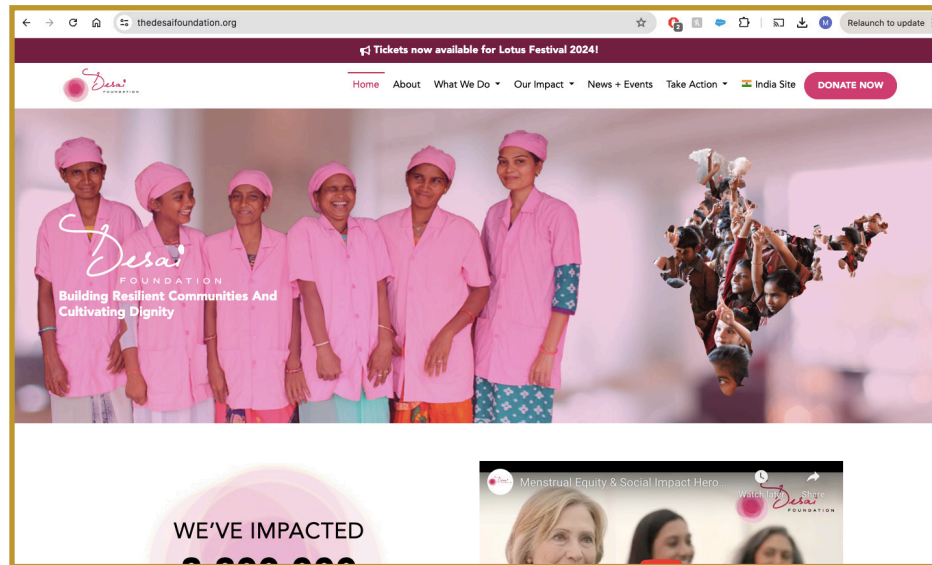 thedesaifoundation.org
2
M
Relaunch to update
Tickets now available for Lotus Festival 2024!
Desai
FOUNDATION
Home About What We Do Our Impact News + Events Take Action India Site DONATE NOW
Desai
FOUNDATION
Building Resilient Communities And
Cultivating Dignity
Menstrual Equity & Social Impact Hero...
Watch later Share
Desai
FOUNDATION
WE'VE IMPACTED